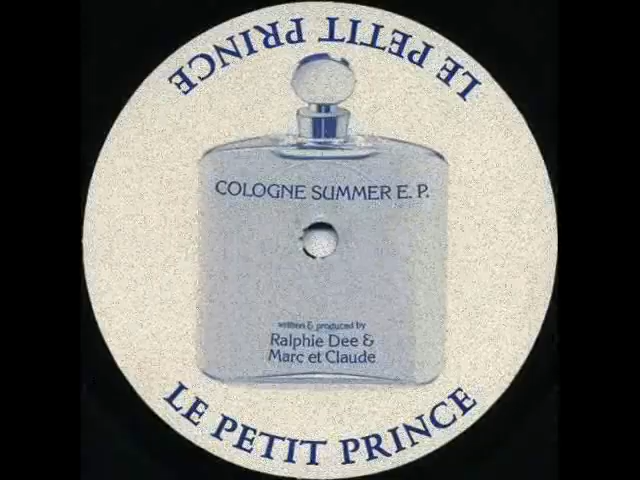 LE PETIT PRINCE
COLOGNE SUMMER E. P.
written & produced by
Ralphie Dee &
Marc et Claude
LE PETIT PRINCE